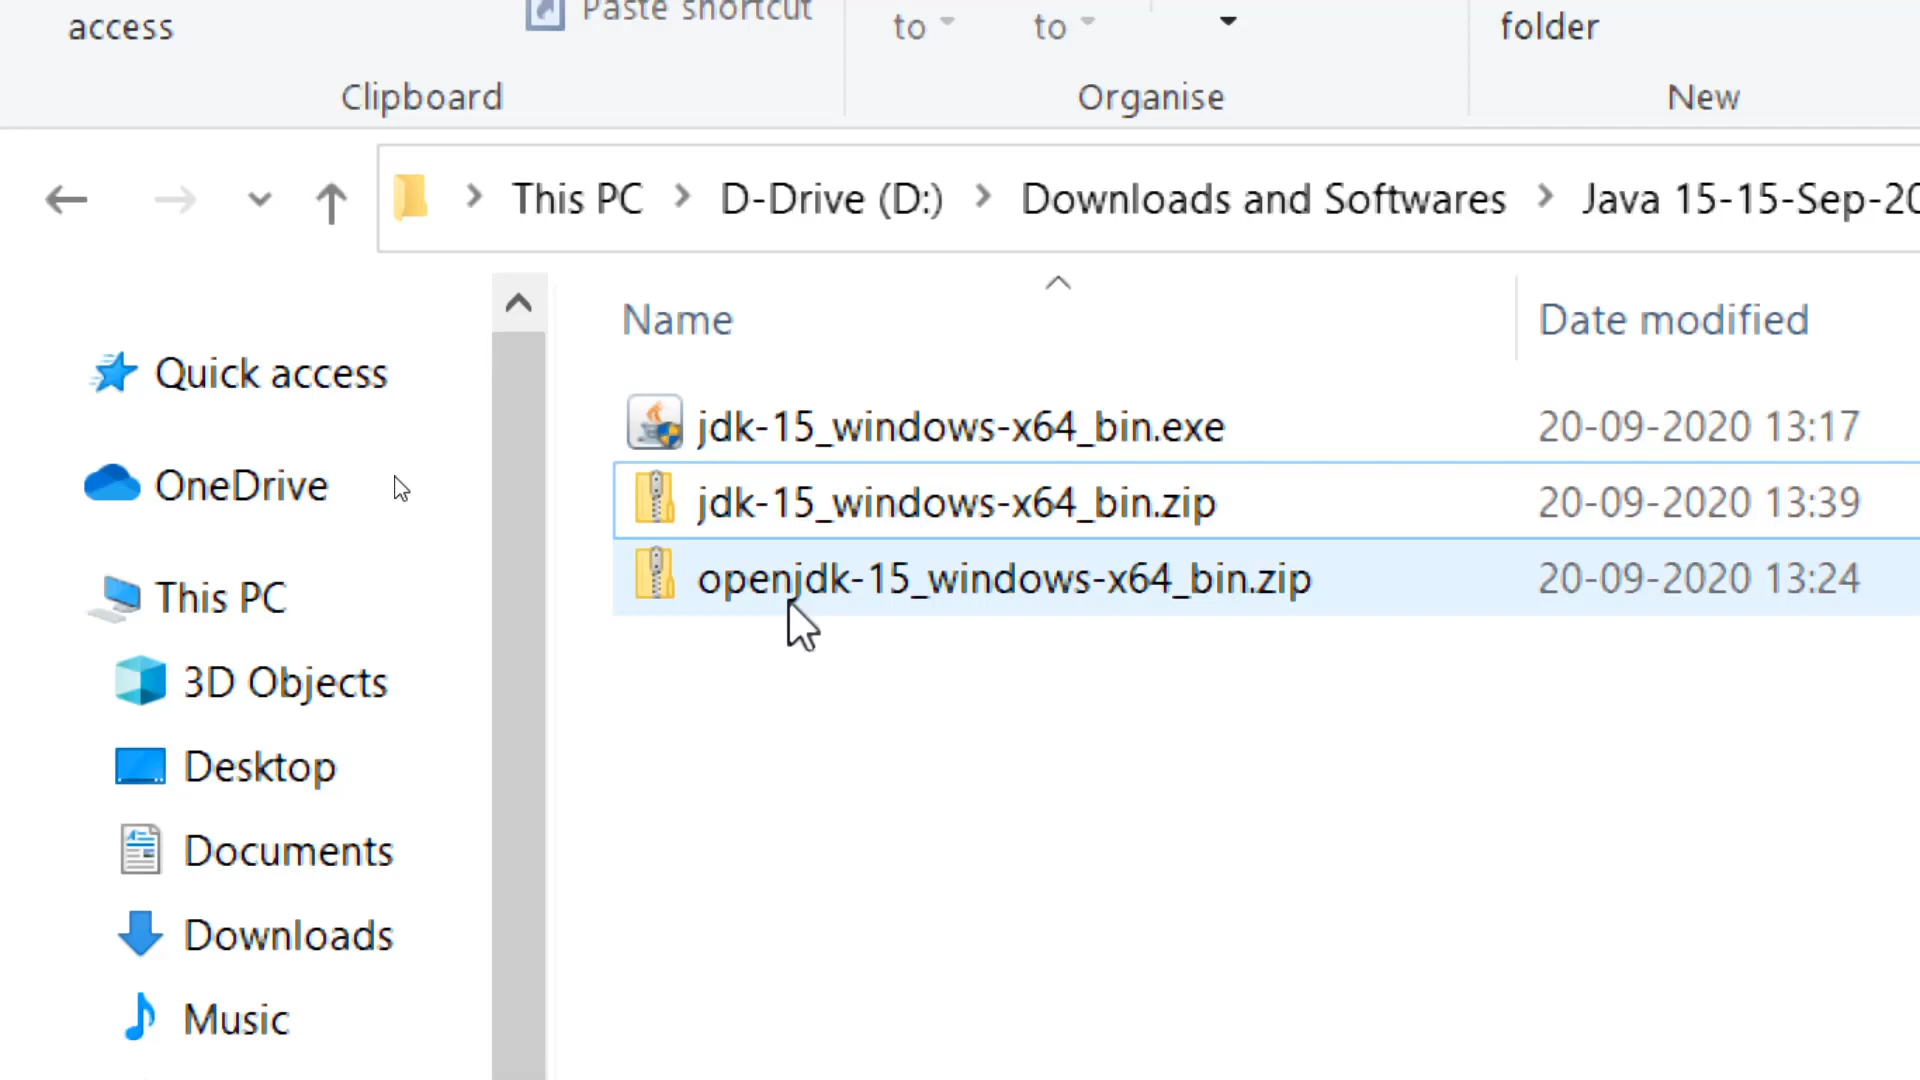 access
Paste shortcut
to
to
folder
Clipboard
Organise
New
This PC
D-Drive (D:)
Downloads and Softwares
Java 15-15-Sep-20
Name
Date modified
Quick access
OneDrive
This PC
3D Objects
Desktop
Documents
Downloads
Music
jdk-15_windows-x64_bin.exe
20-09-2020 13:17
jdk-15_windows-x64_bin.zip
20-09-2020 13:39
openjdk-15_windows-x64_bin.zip
20-09-2020 13:24